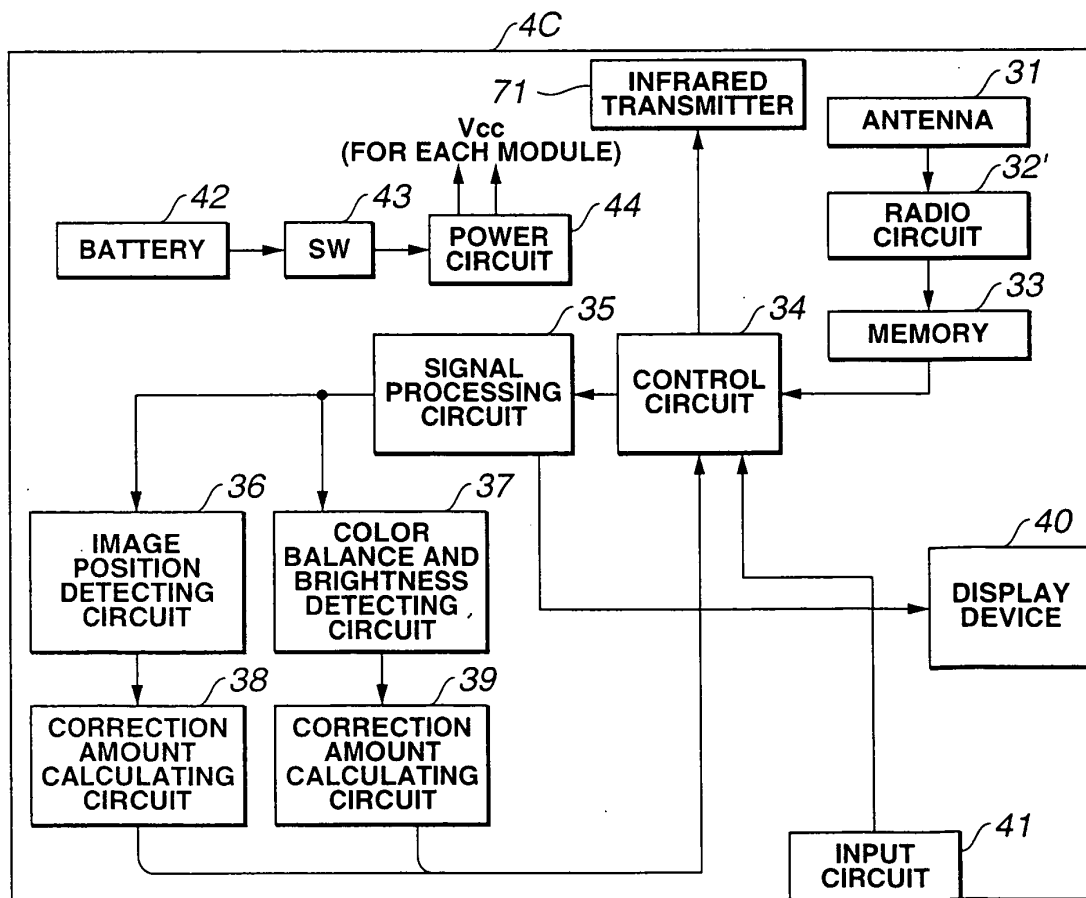 4C
71
INFRARED
TRANSMITTER
31
ANTENNA
Vcc
(FOR EACH MODULE)
32'
RADIO
CIRCUIT
42
BATTERY
43
SW
44
POWER
CIRCUIT
33
MEMORY
35
SIGNAL
PROCESSING
CIRCUIT
34
CONTROL
CIRCUIT
36
IMAGE
POSITION
DETECTING
CIRCUIT
37
COLOR
BALANCE AND
BRIGHTNESS
DETECTING
CIRCUIT
40
DISPLAY
DEVICE
38
CORRECTION
AMOUNT
CALCULATING
CIRCUIT
39
CORRECTION
AMOUNT
CALCULATING
CIRCUIT
41
INPUT
CIRCUIT